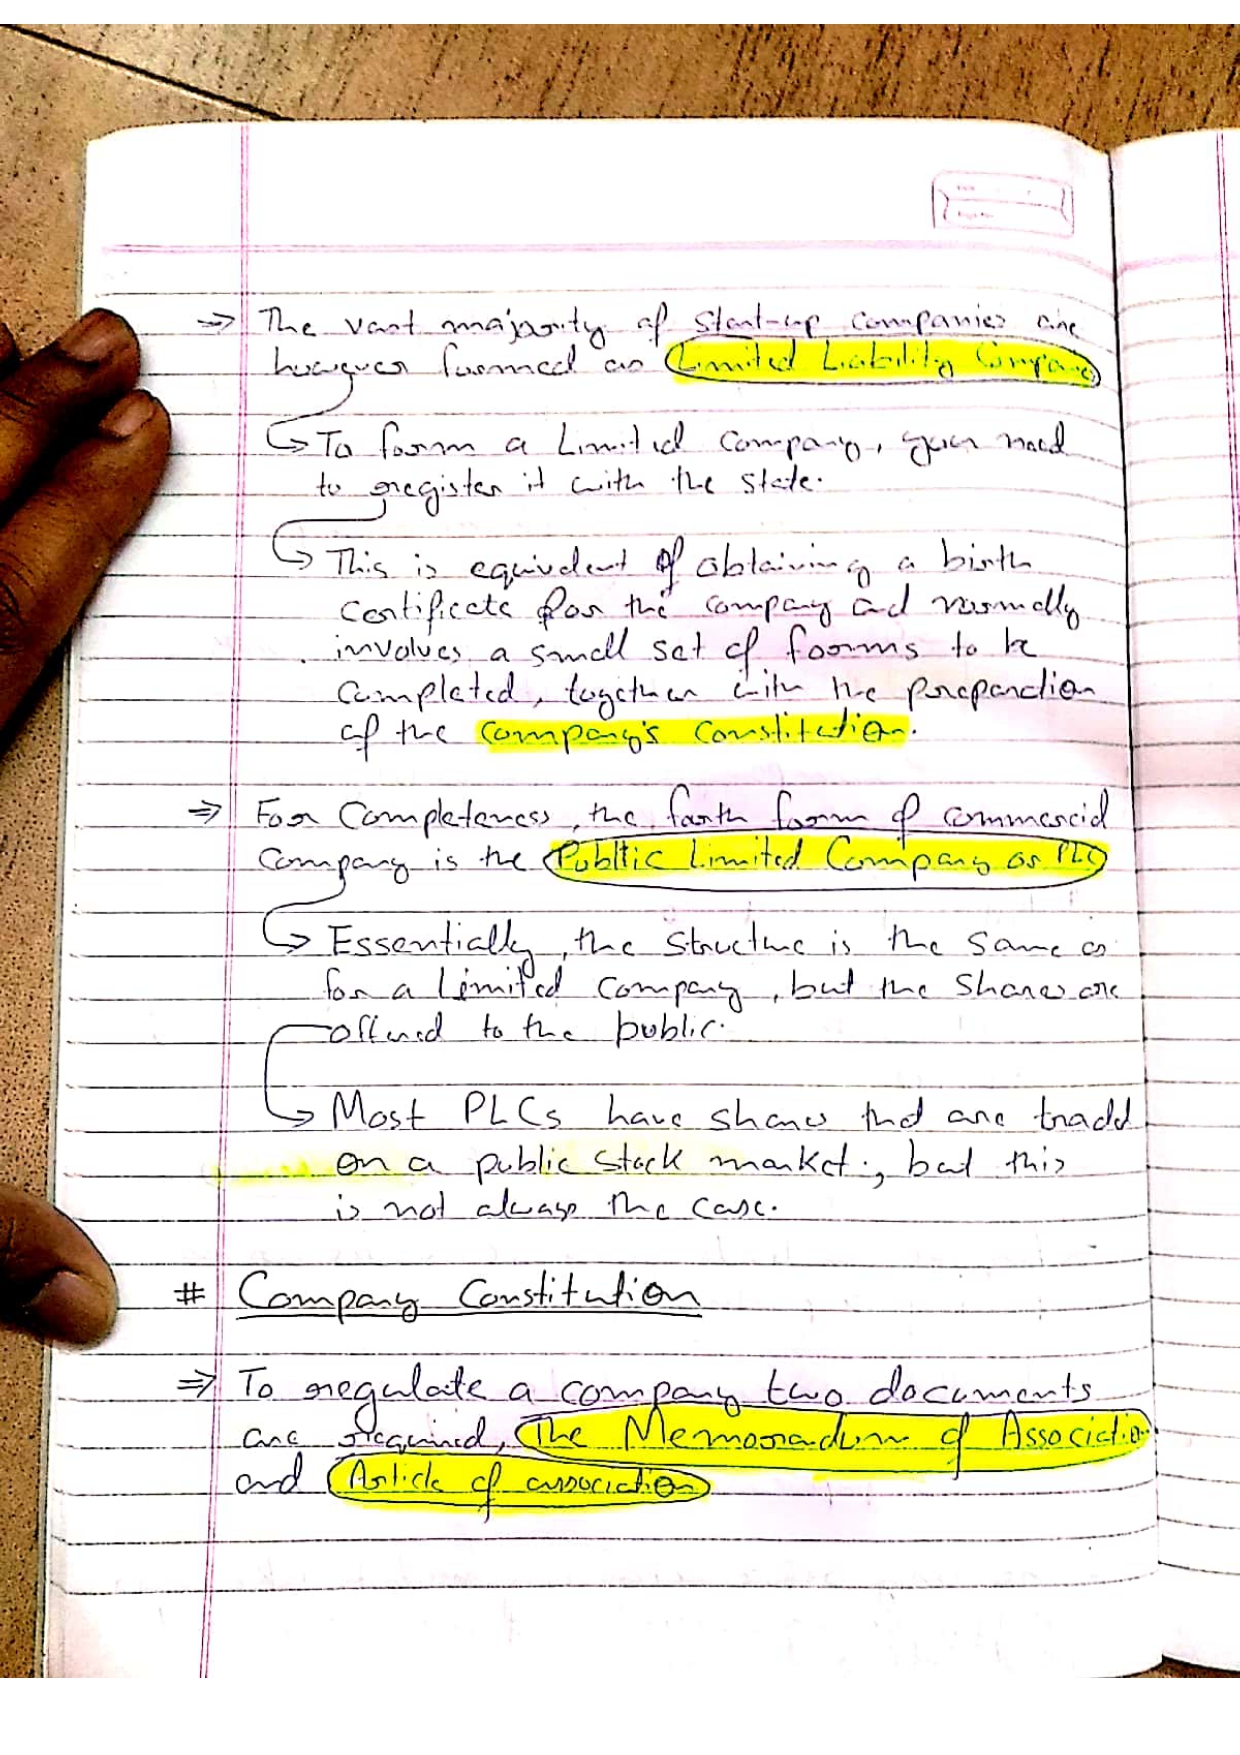 ⇒ The vast majority of start-up companies are
however formed as Limited Liability Company
↳ To form a Limited Company, you need
to register it with the state.
↳ This is equivalent of obtaining a birth
certificate for the company and normally
involves a small set of forms to be
completed, together with the preparation
of the company's constitution.
⇒ For Completeness, the forth form of commercial
company is the Public Limited Company or PLC
↳ Essentially, the structure is the same as
for a Limited company, but the shares are
offered to the public.
↳ Most PLCs have shares that are traded
on a public stock market., but this
is not always the case.
# Company Constitution
⇒ To regulate a company two documents
are required, The Memorandum of Association
and Article of association